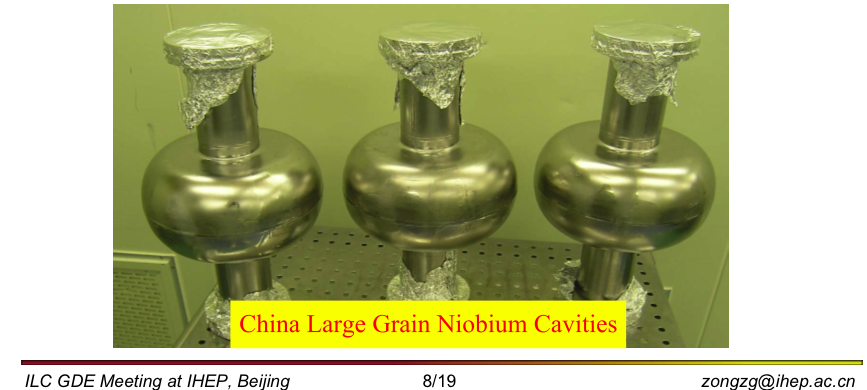 China Large Grain Niobium Cavities
ILC GDE Meeting at IHEP, Beijing
8/19
zongzg@ihep.ac.cn